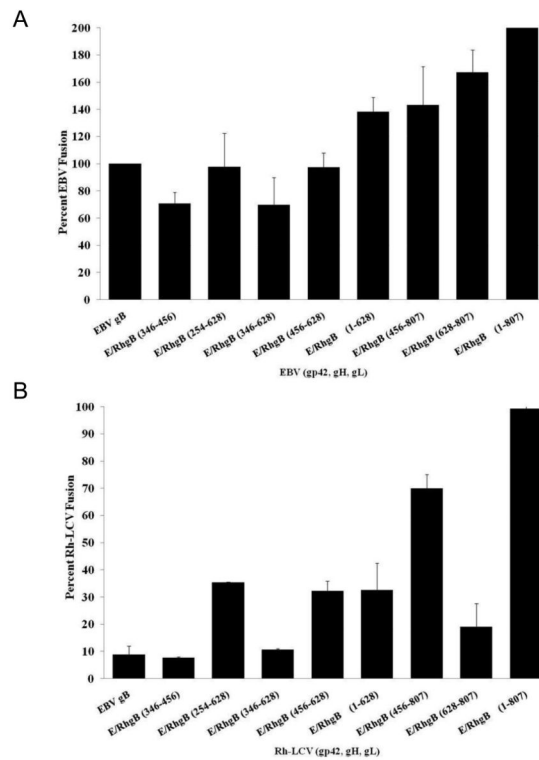 A
Percent EBV Fusion
200
180
160
140
120
100
80
60
40
20
0
EBV gB
E/RhgB (346-456)
E/RhgB (254-628)
E/RhgB (346-628)
E/RhgB (456-628)
E/RhgB (1-628)
E/RhgB (456-807)
E/RhgB (628-807)
E/RhgB (1-807)
EBV (gp42, gH, gL)
B
Percent Rh-LCV Fusion
100
90
80
70
60
50
40
30
20
10
0
EBV gB
E/RhgB (346-456)
E/RhgB (254-628)
E/RhgB (346-628)
E/RhgB (456-628)
E/RhgB (1-628)
E/RhgB (456-807)
E/RhgB (628-807)
E/RhgB (1-807)
Rh-LCV (gp42, gH, gL)